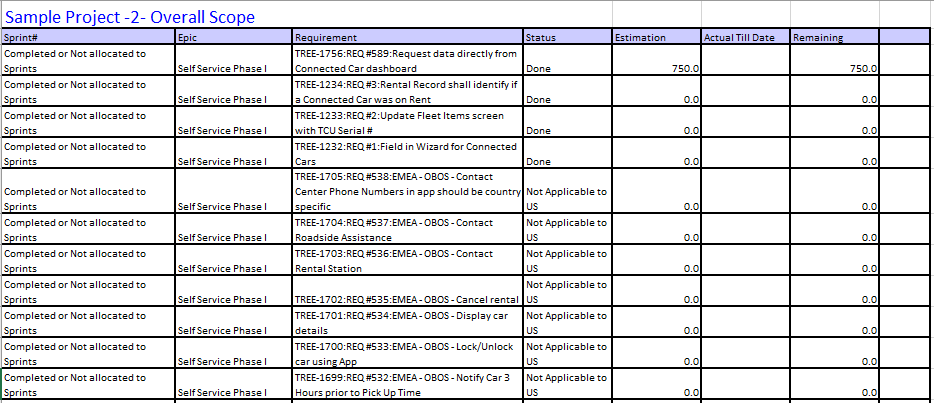 Sample Project -2- Overall Scope
Sprint# Epic Requirement Status Estimation Actual Till Date Remaining
Completed or Not allocated to Sprints Self Service Phase I TREE-1756:REQ #589:Request data directly from Connected Car dashboard Done 750.0 750.0
Completed or Not allocated to Sprints Self Service Phase I TREE-1234:REQ #3:Rental Record shall identify if a Connected Car was on Rent Done 0.0 0.0
Completed or Not allocated to Sprints Self Service Phase I TREE-1233:REQ #2:Update Fleet Items screen with TCU Serial # Done 0.0 0.0
Completed or Not allocated to Sprints Self Service Phase I TREE-1232:REQ #1:Field in Wizard for Connected Cars Done 0.0 0.0
Completed or Not allocated to Sprints Self Service Phase I TREE-1705:REQ #538:EMEA - OBOS - Contact Center Phone Numbers in app should be country specific Not Applicable to US 0.0 0.0
Completed or Not allocated to Sprints Self Service Phase I TREE-1704:REQ #537:EMEA - OBOS - Contact Roadside Assistance Not Applicable to US 0.0 0.0
Completed or Not allocated to Sprints Self Service Phase I TREE-1703:REQ #536:EMEA - OBOS - Contact Rental Station Not Applicable to US 0.0 0.0
Completed or Not allocated to Sprints Self Service Phase I TREE-1702:REQ #535:EMEA - OBOS - Cancel rental Not Applicable to US 0.0 0.0
Completed or Not allocated to Sprints Self Service Phase I TREE-1701:REQ #534:EMEA - OBOS - Display car details Not Applicable to US 0.0 0.0
Completed or Not allocated to Sprints Self Service Phase I TREE-1700:REQ #533:EMEA - OBOS - Lock/Unlock car using App Not Applicable to US 0.0 0.0
Completed or Not allocated to Sprints Self Service Phase I TREE-1699:REQ #532:EMEA - OBOS - Notify Car 3 Hours prior to Pick Up Time Not Applicable to US 0.0 0.0